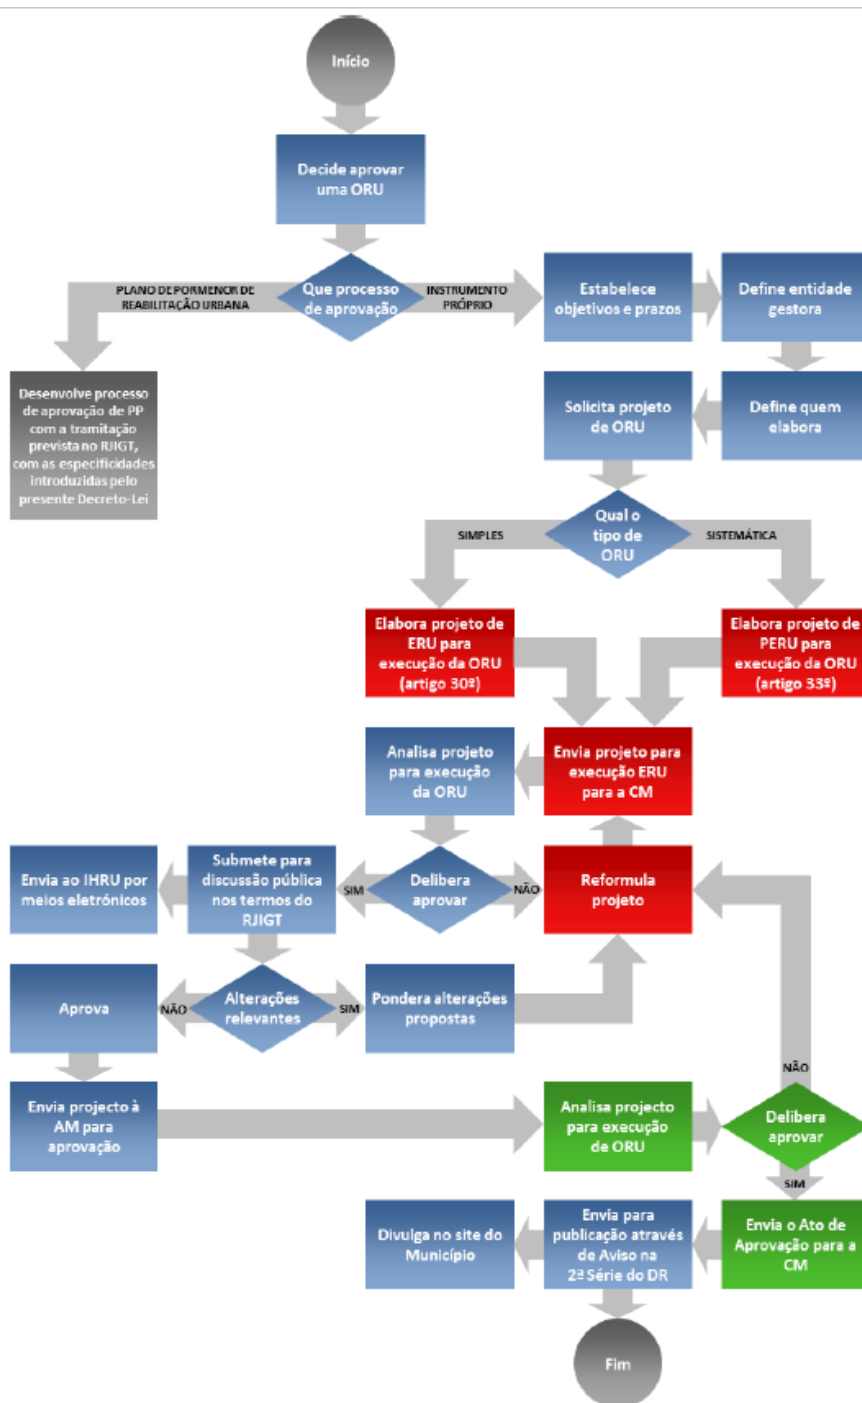 Início
Decide aprovar
uma ORU
PLANO DE PORMENOR DE
REABILITAÇÃO URBANA
Que processo
de aprovação
INSTRUMENTO
PRÓPRIO
Estabelece
objetivos e prazos
Define entidade
gestora
Desenvolve processo
de aprovação de PP
com a tramitação
prevista no RJIGT,
com as especificidades
introduzidas pelo
presente Decreto-Lei
Solicita projeto
de ORU
Define quem
elabora
SIMPLES
Qual o
tipo de
ORU
SISTEMÁTICA
Elabora projeto de
ERU para
execução da ORU
(artigo 30º)
Elabora projeto de
PERU para
execução da ORU
(artigo 33º)
Analisa projeto
para execução
da ORU
Envia projeto para
execução ERU
para a CM
Envia ao IHRU por
meios eletrónicos
Submete para
discussão pública
nos termos do
RJIGT
SIM
Delibera
aprovar
NÃO
Reformula
projeto
Aprova
NÃO
Alterações
relevantes
SIM
Pondera alterações
propostas
NÃO
Envia projecto à
AM para
aprovação
Analisa projecto
para execução
de ORU
Delibera
aprovar
SIM
Divulga no site do
Município
Envia para
publicação através
de Aviso na
2ª Série do DR
Envia o Ato de
Aprovação para a
CM
Fim